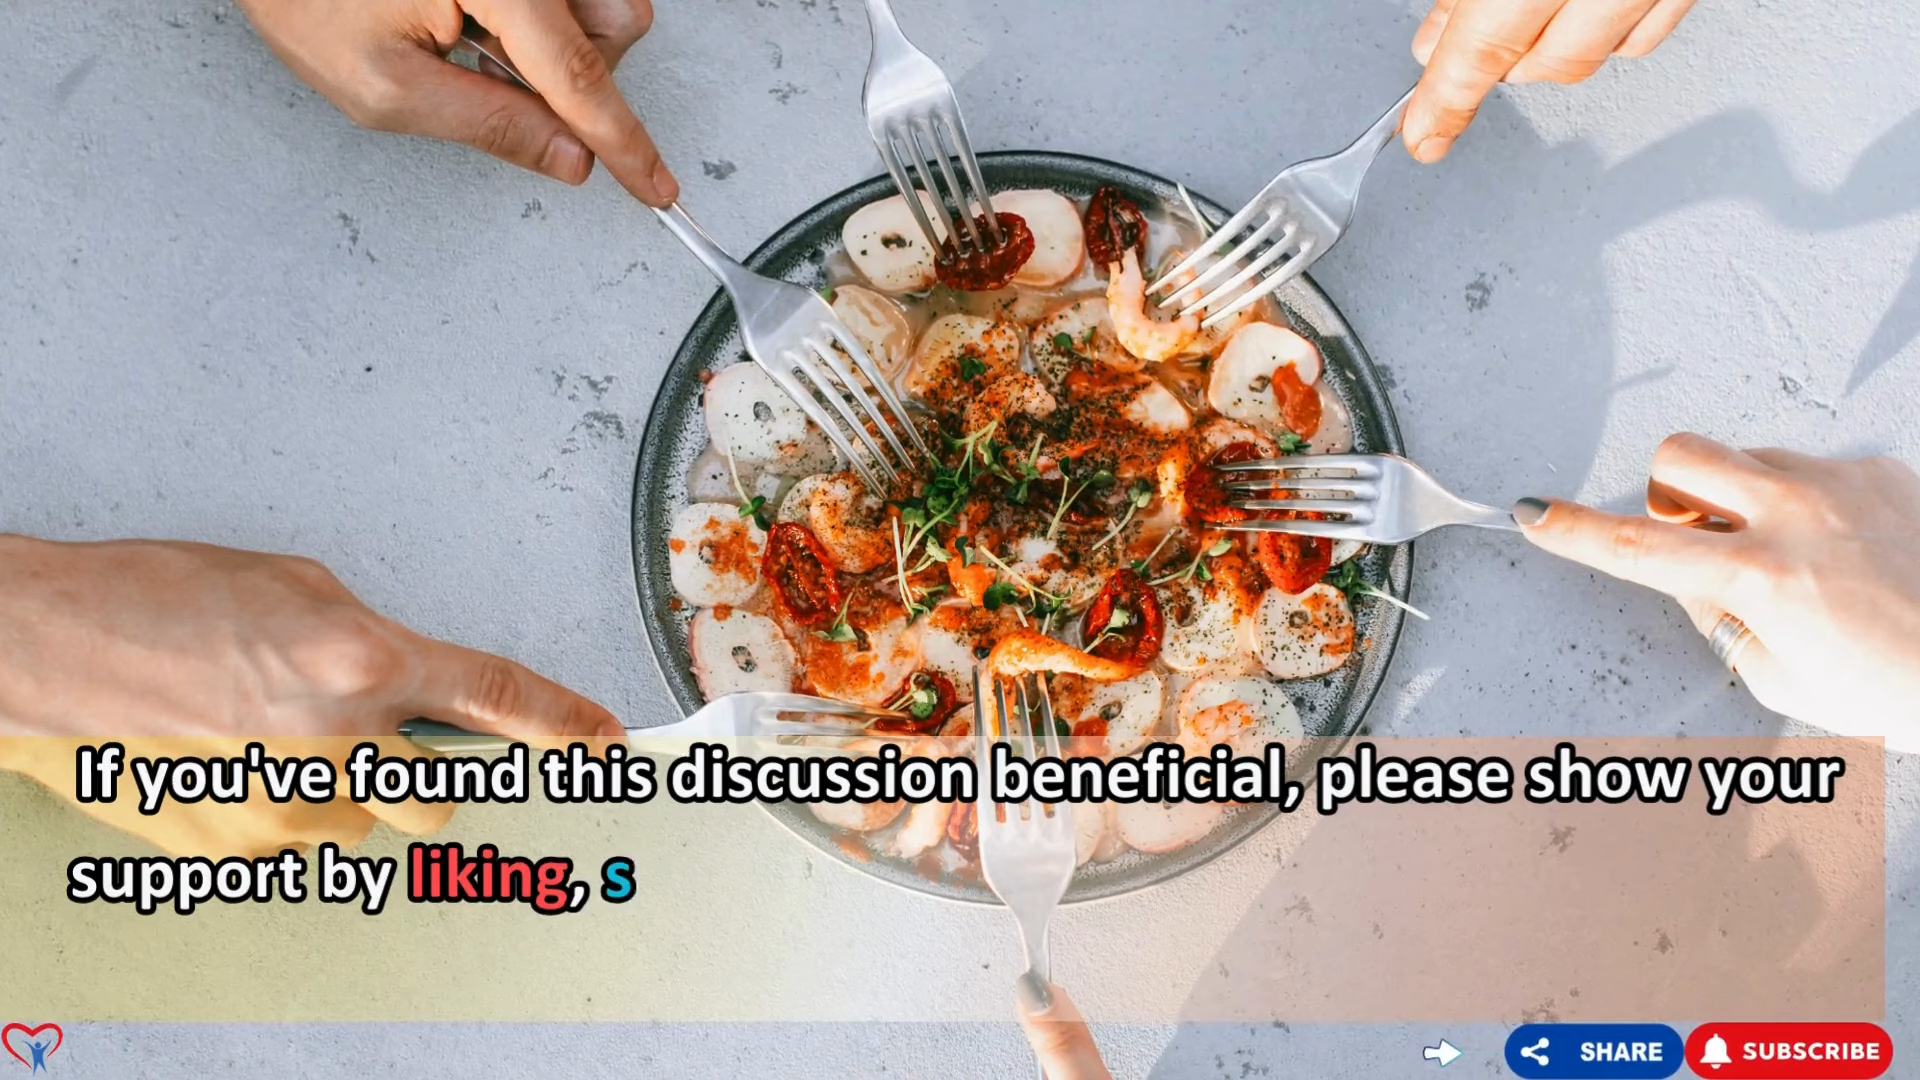 If you've found this discussion beneficial, please show your
support by liking, s
SHARE
SUBSCRIBE